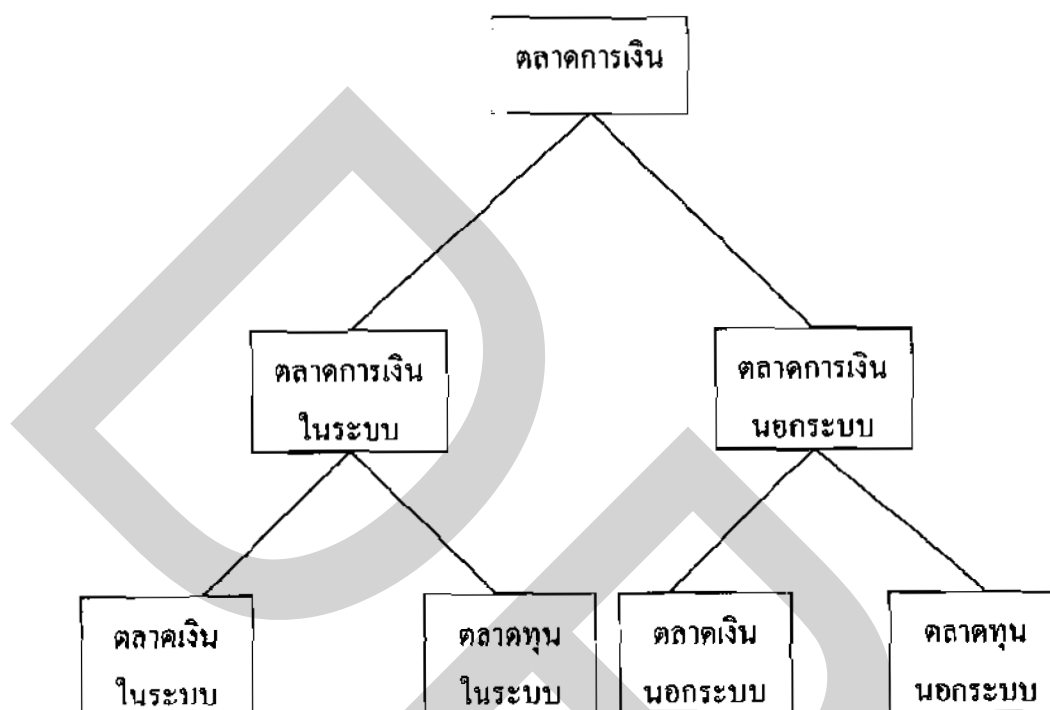 ตลาดการเงิน
ตลาดการเงิน
ในระบบ
ตลาดการเงิน
นอกระบบ
ตลาดเงิน
ในระบบ
ตลาดทุน
ในระบบ
ตลาดเงิน
นอกระบบ
ตลาดทุน
นอกระบบ